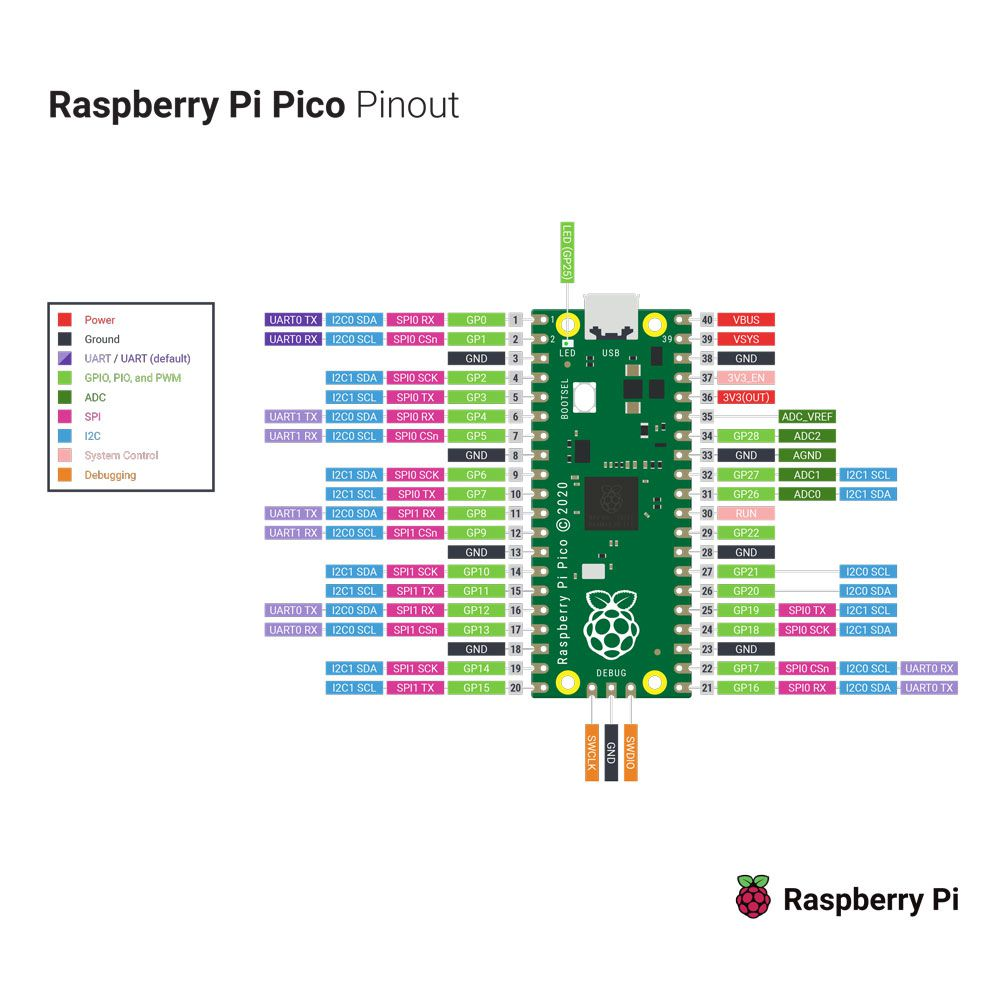 Raspberry Pi Pico Pinout
LED (GP25)
Power
Ground
UART / UART (default)
GPIO, PIO, and PWM
ADC
SPI
I2C
System Control
Debugging
UART0 TX I2C0 SDA SPI0 RX GP0 1
UART0 RX I2C0 SCL SPI0 CSn GP1 2
GND 3
I2C1 SDA SPI0 SCK GP2 4
I2C1 SCL SPI0 TX GP3 5
UART1 TX I2C0 SDA SPI0 RX GP4 6
UART1 RX I2C0 SCL SPI0 CSn GP5 7
GND 8
I2C1 SDA SPI0 SCK GP6 9
I2C1 SCL SPI0 TX GP7 10
UART1 TX I2C0 SDA SPI1 RX GP8 11
UART1 RX I2C0 SCL SPI1 CSn GP9 12
GND 13
I2C1 SDA SPI1 SCK GP10 14
I2C1 SCL SPI1 TX GP11 15
UART0 TX I2C0 SDA SPI1 RX GP12 16
UART0 RX I2C0 SCL SPI1 CSn GP13 17
GND 18
I2C1 SDA SPI1 SCK GP14 19
I2C1 SCL SPI1 TX GP15 20
1
2
39
LED
USB
BOOTSEL
Raspberry Pi Pico © 2020
DEBUG
40 VBUS
39 VSYS
38 GND
37 3V3_EN
36 3V3(OUT)
35 ADC_VREF
34 GP28 ADC2
33 GND AGND
32 GP27 ADC1 I2C1 SCL
31 GP26 ADC0 I2C1 SDA
30 RUN
29 GP22
28 GND
27 GP21 I2C0 SCL
26 GP20 I2C0 SDA
25 GP19 SPI0 TX I2C1 SCL
24 GP18 SPI0 SCK I2C1 SDA
23 GND
22 GP17 SPI0 CSn I2C0 SCL UART0 RX
21 GP16 SPI0 RX I2C0 SDA UART0 TX
SWCLK
GND
SWDIO
Raspberry Pi